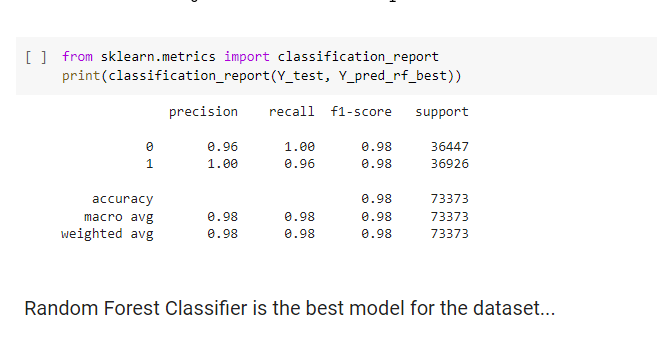 [ ] from sklearn.metrics import classification_report
print(classification_report(Y_test, Y_pred_rf_best))
precision recall f1-score support
0 0.96 1.00 0.98 36447
1 1.00 0.96 0.98 36926
accuracy 0.98 73373
macro avg 0.98 0.98 0.98 73373
weighted avg 0.98 0.98 0.98 73373
Random Forest Classifier is the best model for the dataset...